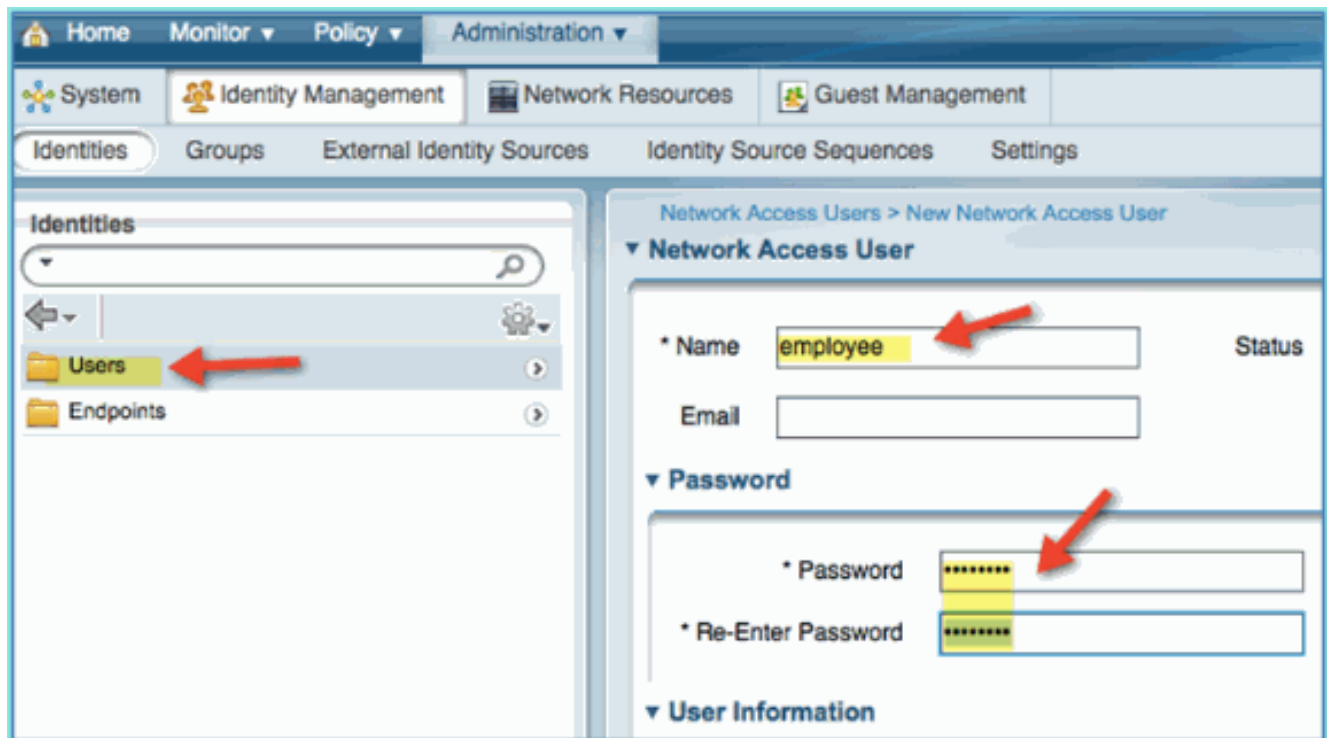 Home Monitor Policy Administration
System Identity Management Network Resources Guest Management
Identities Groups External Identity Sources Identity Source Sequences Settings
Identities
Users
Endpoints
Network Access Users > New Network Access User
Network Access User
* Name employee Status
Email
Password
* Password ••••••••
* Re-Enter Password ••••••••
User Information